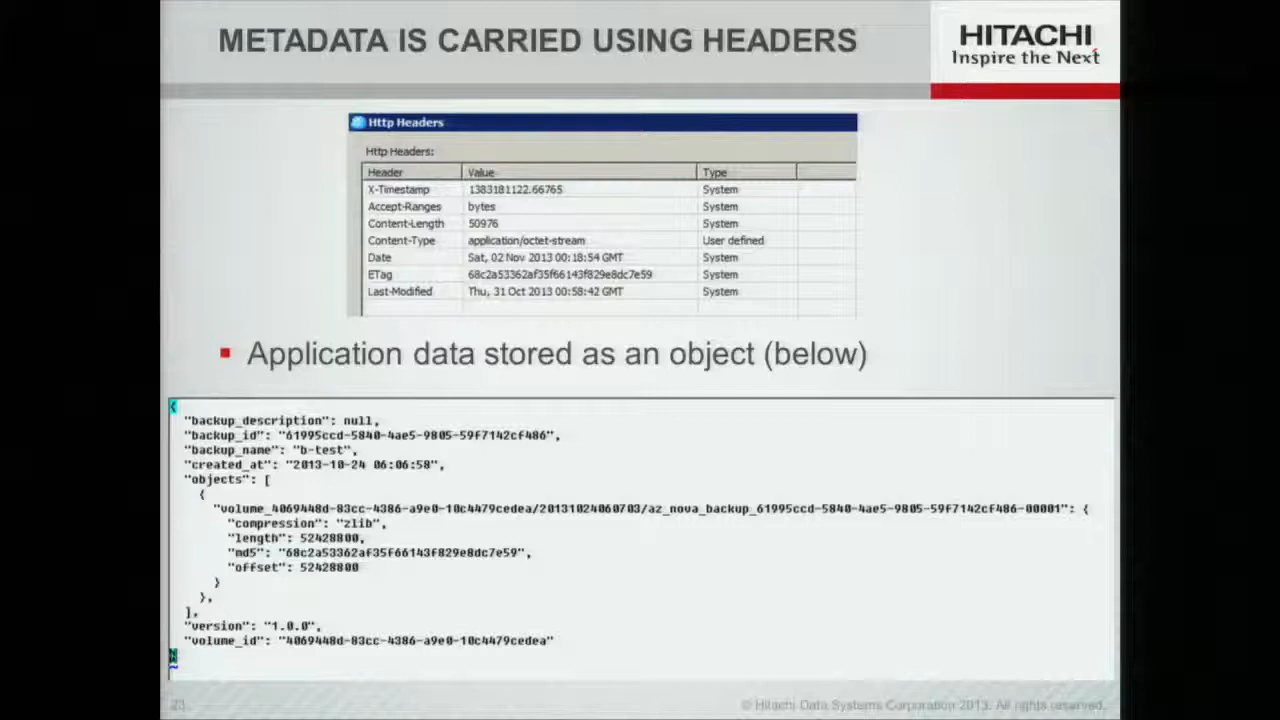 METADATA IS CARRIED USING HEADERS
HITACHI
Inspire the Next
Http Headers
Http Headers:
Header Value Type
X-Timestamp 1383181122.66765 System
Accept-Ranges bytes System
Content-Length 50976 System
Content-Type application/octet-stream User defined
Date Sat, 02 Nov 2013 00:18:54 GMT System
ETag 68c2a53362af35f66143f829e8dc7e59 System
Last-Modified Thu, 31 Oct 2013 00:58:42 GMT System
▪ Application data stored as an object (below)
{
"backup_description": null,
"backup_id": "61995ccd-5840-4ae5-9805-59f7142cf486",
"backup_name": "b-test",
"created_at": "2013-10-24 06:06:58",
"objects": [
{
"volume_4069448d-83cc-4386-a9e0-10c4479cedea/20131024060703/az_nova_backup_61995ccd-5840-4ae5-9805-59f7142cf486-00001": {
"compression": "zlib",
"length": 52428800,
"md5": "68c2a53362af35f66143f829e8dc7e59",
"offset": 52428800
}
},
],
"version": "1.0.0",
"volume_id": "4069448d-83cc-4386-a9e0-10c4479cedea"
~
23
© Hitachi Data Systems Corporation 2013. All rights reserved.